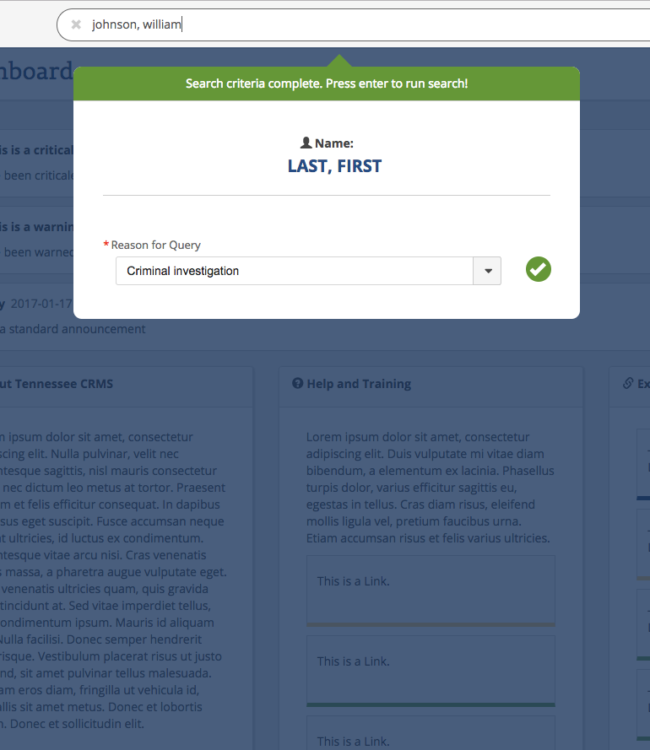 johnson, william
nboard
Search criteria complete. Press enter to run search!
Name:
LAST, FIRST
* Reason for Query
Criminal investigation
is is a critical
been critical
is is a warnin
been warned
y 2017-01-17
a standard announcement
ut Tennessee CRMS
m ipsum dolor sit amet, consectetur
scing elit. Nulla pulvinar, velit nec
ntesque sagittis, nisl mauris consectetur
nec dictum leo metus at tortor. Praesent
m et felis efficitur consequat. In dapibus
sus eget suscipit. Fusce accumsan neque
t ultricies, id luctus ex condimentum.
ntesque vitae arcu nisi. Cras venenatis
s massa, a pharetra augue vulputate eget.
venenatis ultricies quam, quis gravida
tincidunt at. Sed vitae imperdiet tellus,
ondimentum ipsum. Mauris id aliquam
Nulla facilisi. Donec semper hendrerit
risque. Vestibulum placerat risus ut justo
nd, sit amet pulvinar tellus malesuada.
am eros diam, fringilla ut vehicula id,
allis sit amet metus. Donec et lobortis
n. Donec et sollicitudin elit.
Help and Training
Lorem ipsum dolor sit amet, consectetur
adipiscing elit. Duis vulputate mi vitae diam
bibendum, a elementum ex lacinia. Phasellus
turpis dolor, varius efficitur sagittis eu,
egestas in tellus. Cras diam risus, eleifend
mollis ligula vel, pretium faucibus urna.
Etiam accumsan risus et felis varius ultricies.
This is a Link.
This is a Link.
This is a Link.
Ex